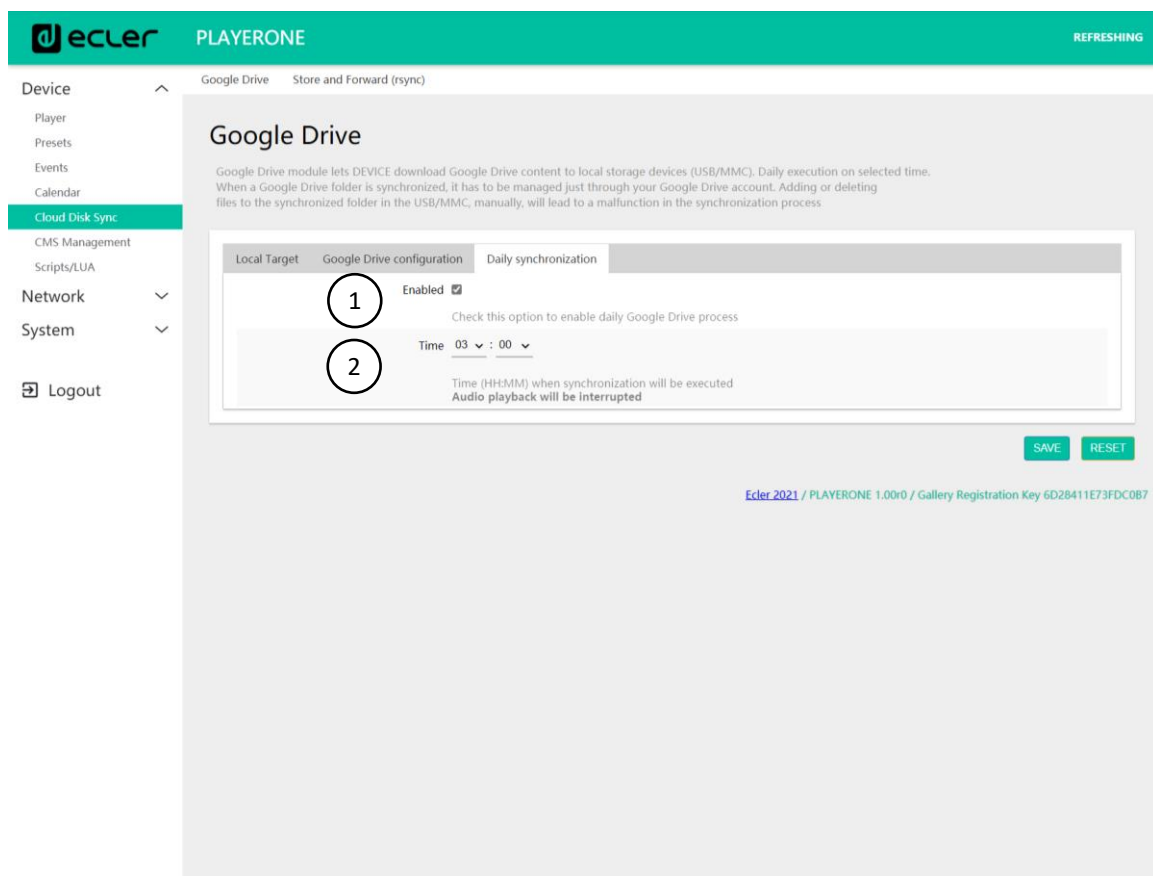 ecler
PLAYERONE
REFRESHING
Device
Player
Presets
Events
Calendar
Cloud Disk Sync
CMS Management
Scripts/LUA
Network
System
Logout
Google Drive Store and Forward (rsync)
Google Drive
Google Drive module lets DEVICE download Google Drive content to local storage devices (USB/MMC). Daily execution on selected time.
When a Google Drive folder is synchronized, it has to be managed just through your Google Drive account. Adding or deleting
files to the synchronized folder in the USB/MMC, manually, will lead to a malfunction in the synchronization process
Local Target Google Drive configuration Daily synchronization
1
Enabled
Check this option to enable daily Google Drive process
2
Time 03 : 00
Time (HH:MM) when synchronization will be executed
Audio playback will be interrupted
SAVE RESET
Ecler 2021 / PLAYERONE 1.00r0 / Gallery Registration Key 6D28411E73FDC0B7